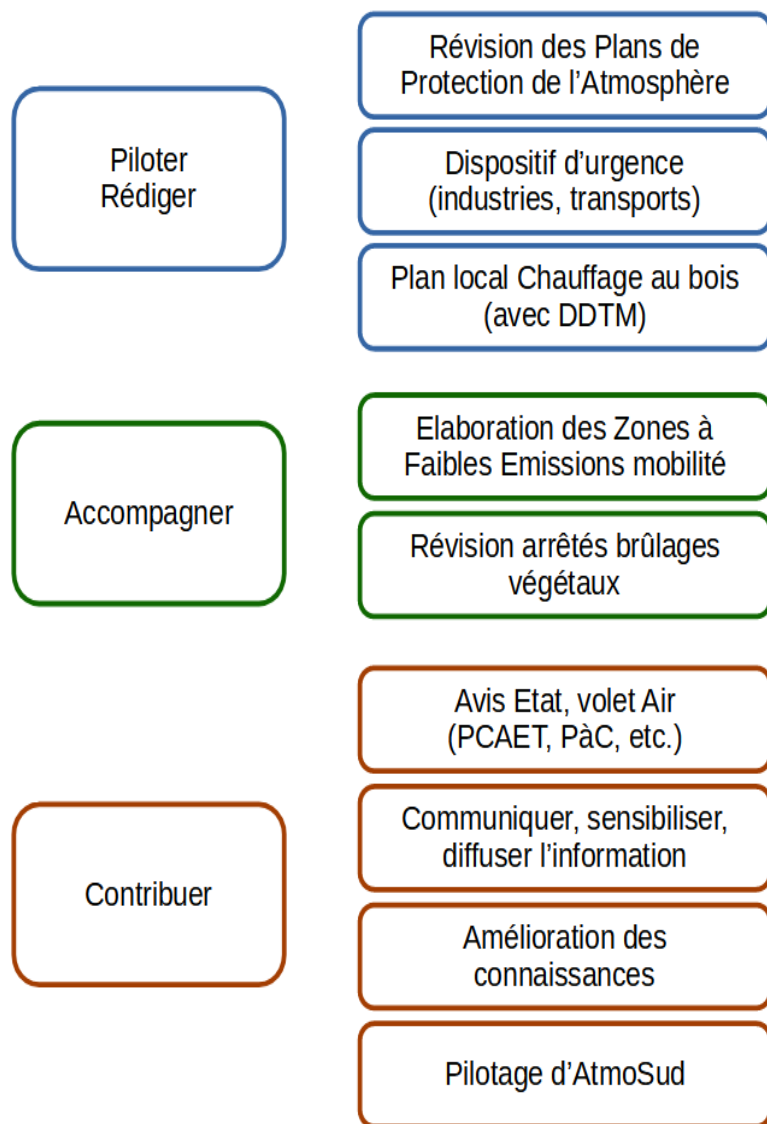 Piloter
Rédiger
Révision des Plans de
Protection de l’Atmosphère
Dispositif d’urgence
(industries, transports)
Plan local Chauffage au bois
(avec DDTM)
Accompagner
Elaboration des Zones à
Faibles Emissions mobilité
Révision arrêtés brûlages
végétaux
Contribuer
Avis Etat, volet Air
(PCAET, PàC, etc.)
Communiquer, sensibiliser,
diffuser l’information
Amélioration des
connaissances
Pilotage d’AtmoSud